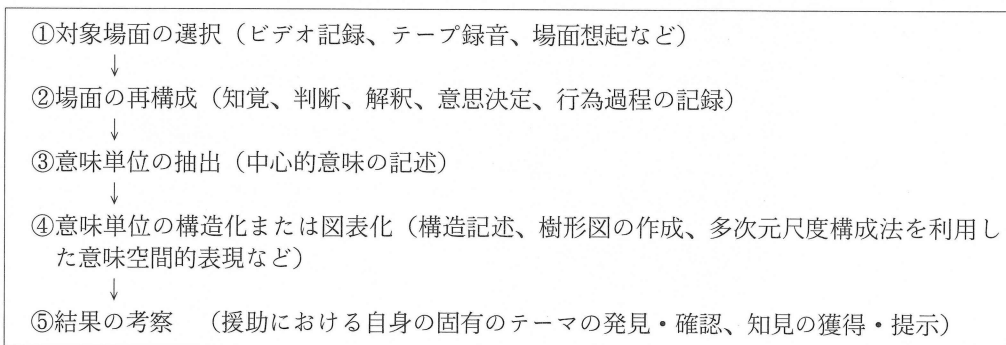 ①対象場面の選択（ビデオ記録、テープ録音、場面想起など）
↓
②場面の再構成（知覚、判断、解釈、意思決定、行為過程の記録）
↓
③意味単位の抽出（中心的意味の記述）
↓
④意味単位の構造化または図表化（構造記述、樹形図の作成、多次元尺度構成法を利用し
た意味空間的表現など）
↓
⑤結果の考察　（援助における自身の固有のテーマの発見・確認、知見の獲得・提示）